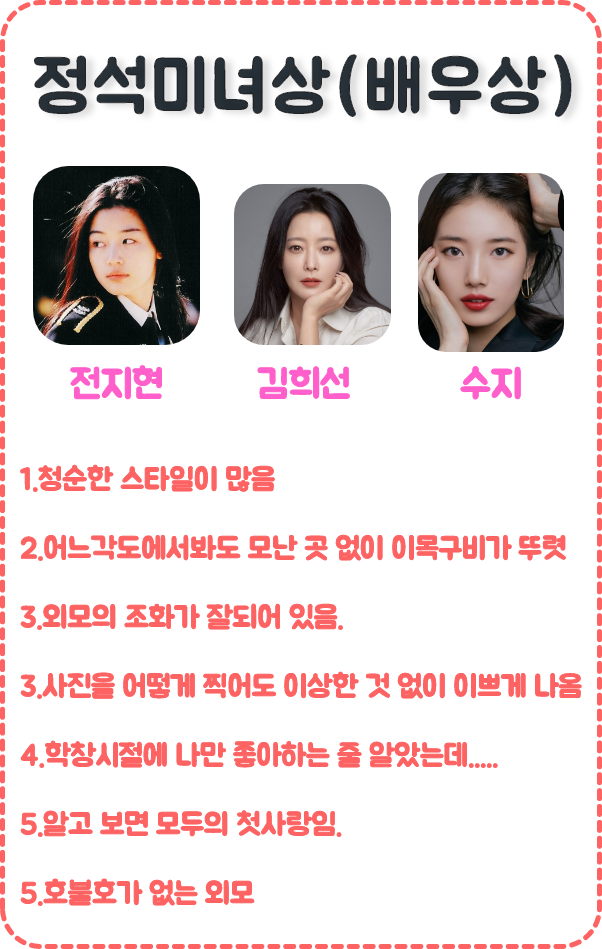 정석미녀상(배우상)
전지현 김희선 수지
1.청순한 스타일이 많음
2.어느각도에서봐도 모난 곳 없이 이목구비가 뚜렷
3.외모의 조화가 잘되어 있음.
3.사진을 어떻게 찍어도 이상한 것 없이 이쁘게 나옴
4.학창시절에 나만 좋아하는 줄 알았는데.....
5.알고 보면 모두의 첫사랑임.
5.호불호가 없는 외모